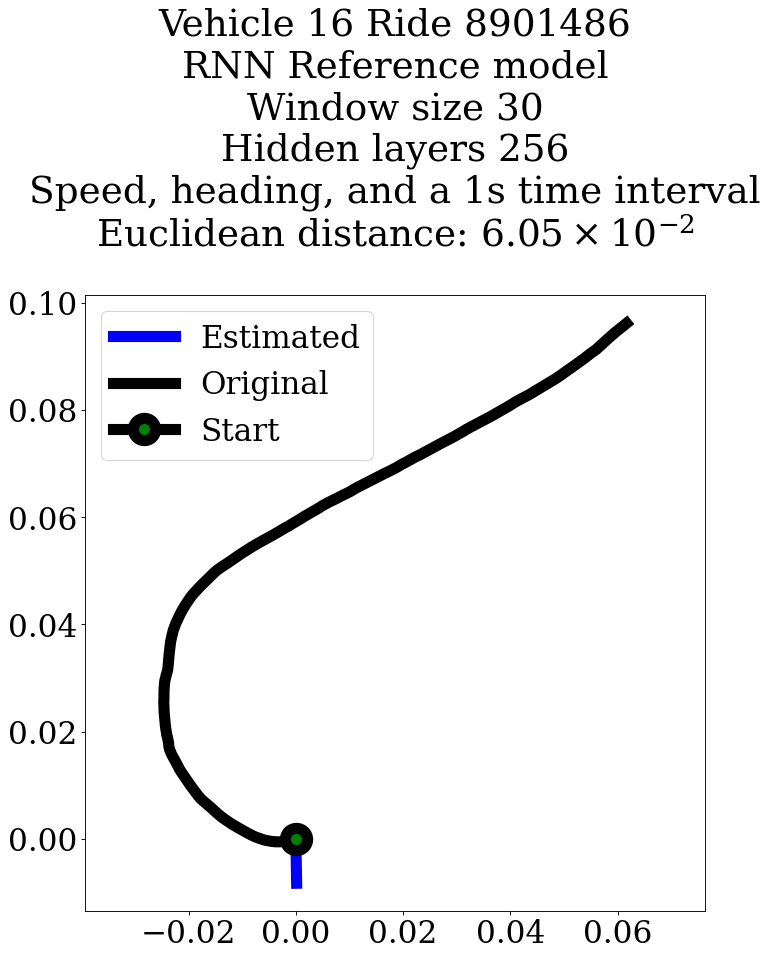 Vehicle 16 Ride 8901486
RNN Reference model
Window size 30
Hidden layers 256
Speed, heading, and a 1s time interval
Euclidean distance: 6.05 × 10⁻²
0.10
0.08
0.06
0.04
0.02
0.00
Estimated
Original
Start
−0.02 0.00 0.02 0.04 0.06